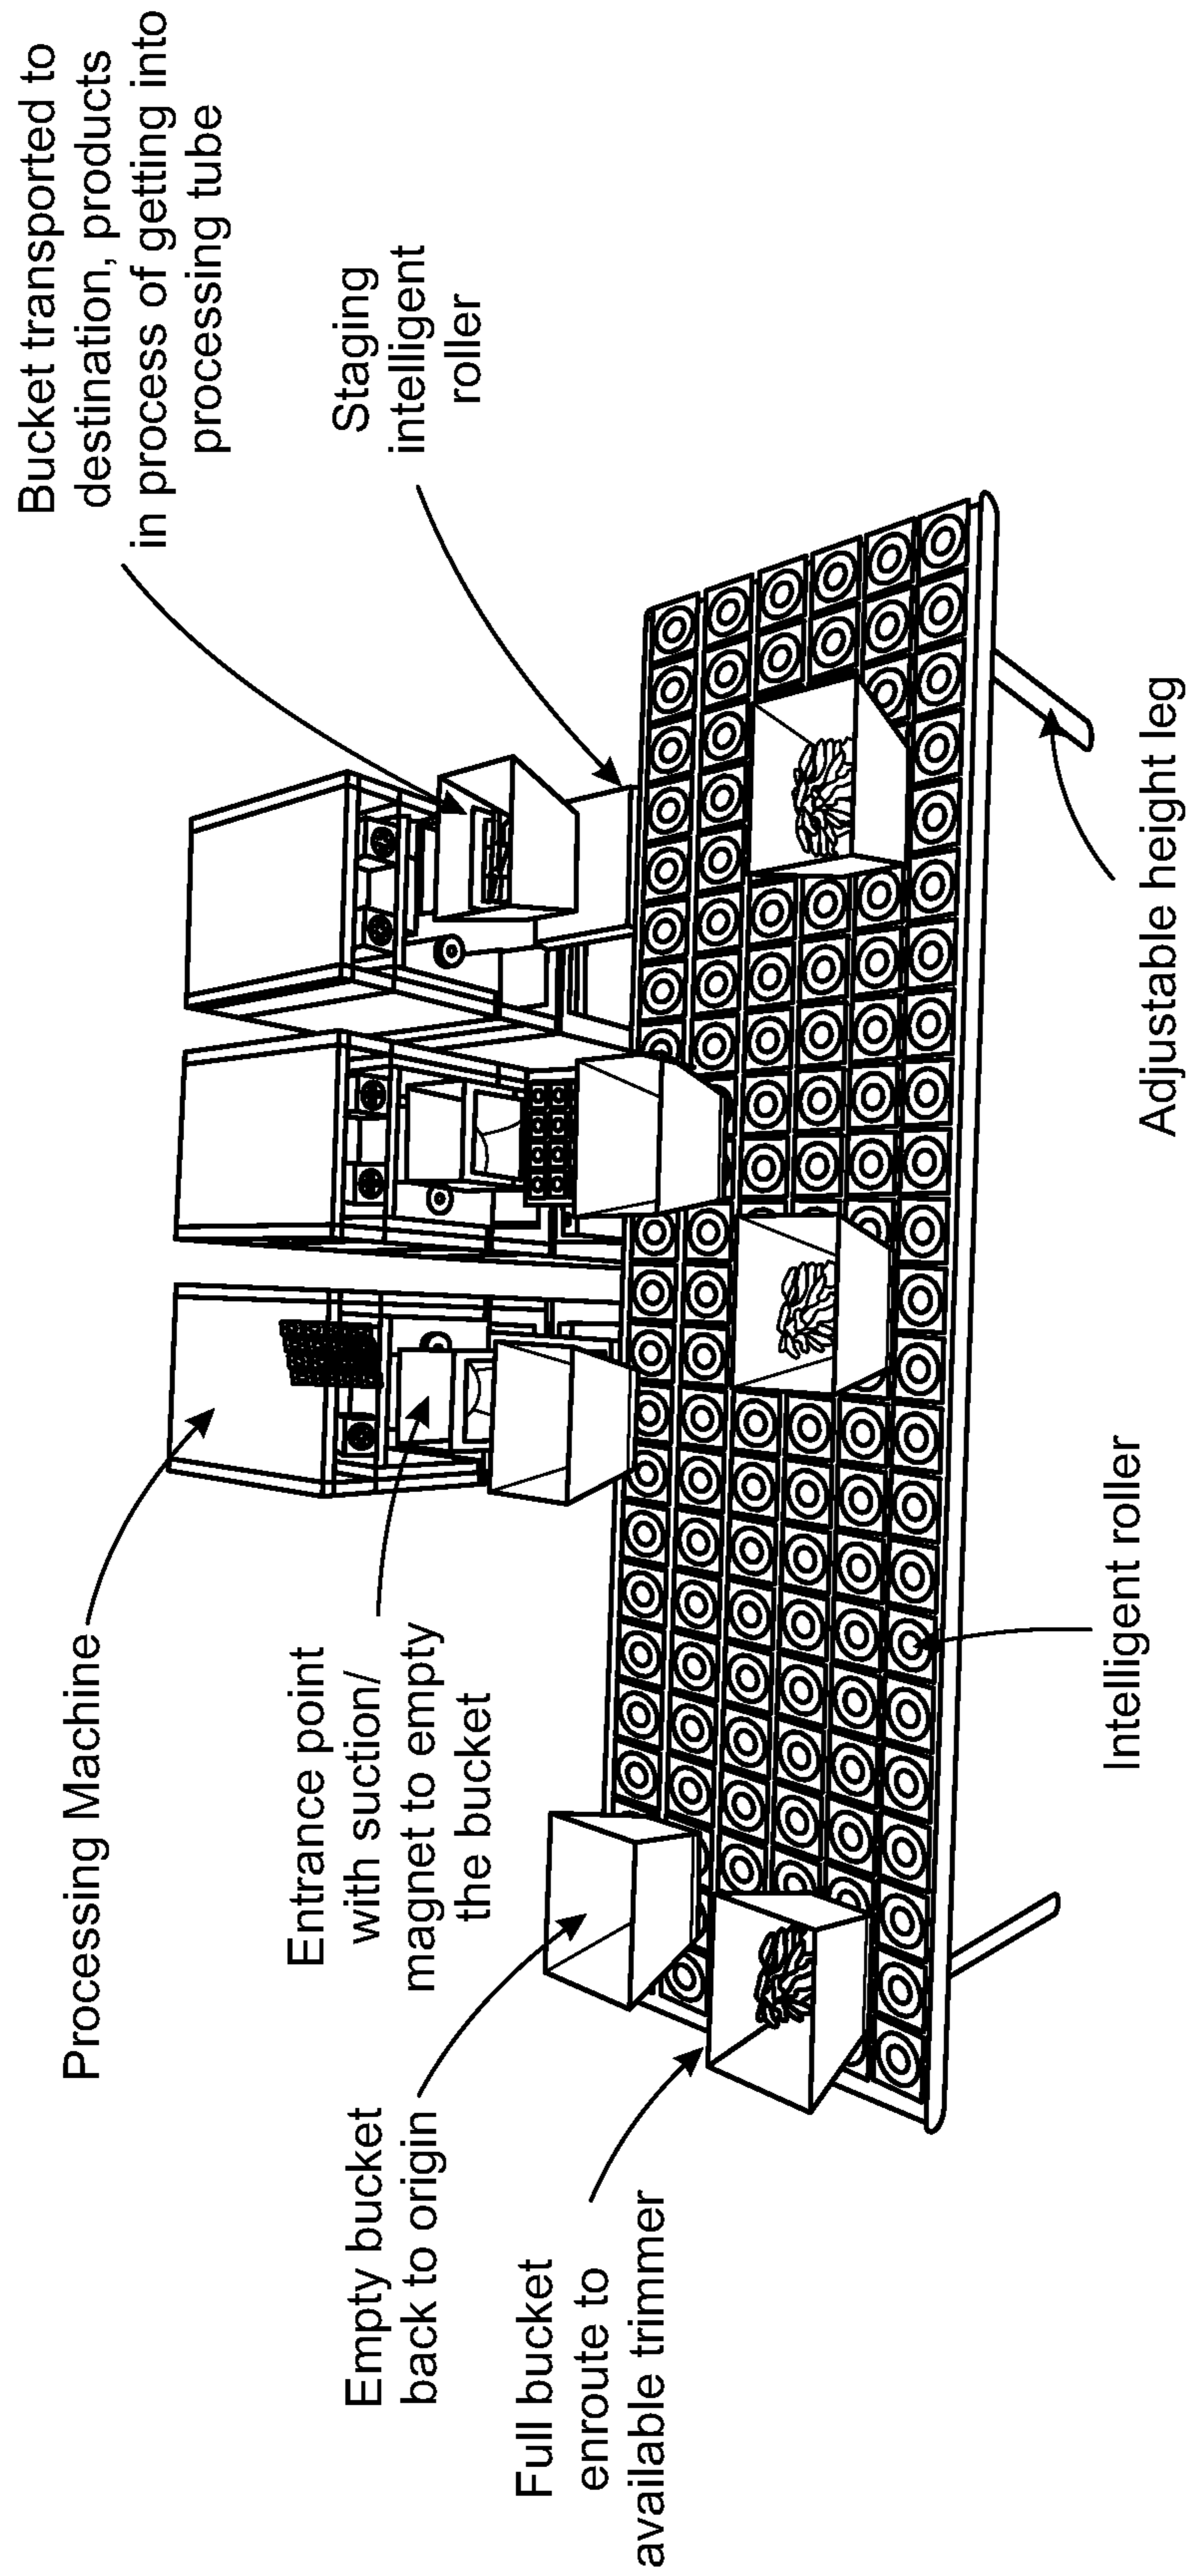 Bucket transported to
destination, products
in process of getting into
processing tube
Staging
intelligent
roller
Processing Machine
Entrance point
with suction/
magnet to empty
the bucket
Empty bucket
back to origin
Full bucket
enroute to
available trimmer
Intelligent roller
Adjustable height leg